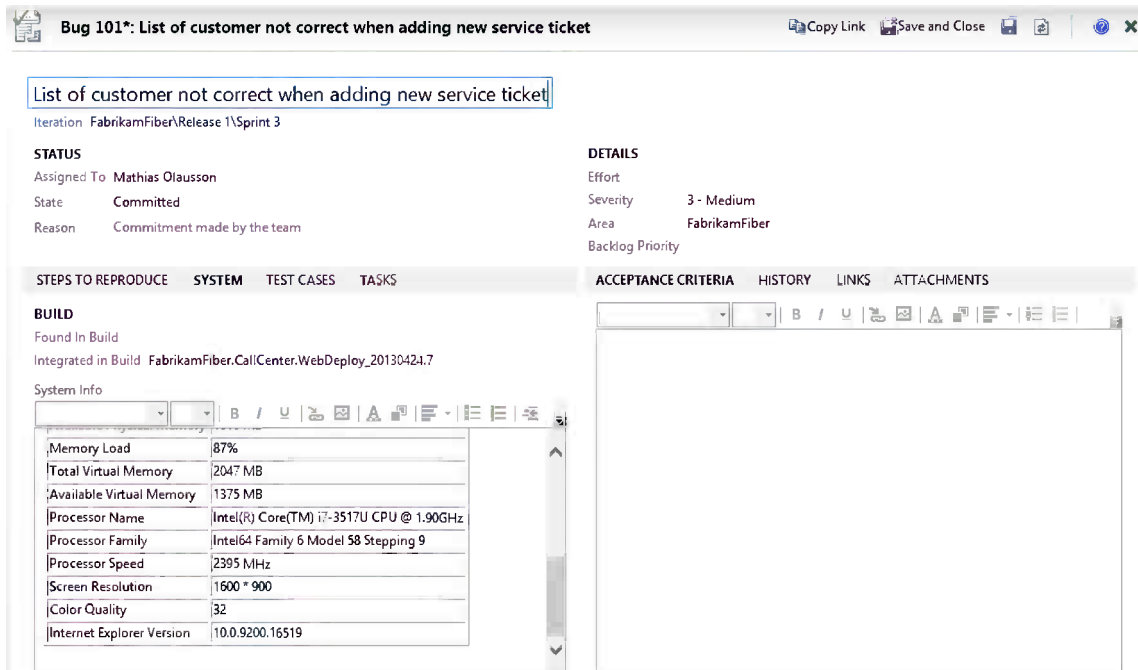 Bug 101*: List of customer not correct when adding new service ticket
Copy Link Save and Close
List of customer not correct when adding new service ticket
Iteration FabrikamFiber\Release 1\Sprint 3
STATUS
Assigned To Mathias Olausson
State Committed
Reason Commitment made by the team
DETAILS
Effort
Severity 3 - Medium
Area FabrikamFiber
Backlog Priority
STEPS TO REPRODUCE SYSTEM TEST CASES TASKS
BUILD
Found In Build
Integrated in Build FabrikamFiber.CallCenter.WebDeploy_20130424.7
System Info
B I U A
Memory Load 87%
Total Virtual Memory 2047 MB
Available Virtual Memory 1375 MB
Processor Name Intel(R) Core(TM) i7-3517U CPU @ 1.90GHz
Processor Family Intel64 Family 6 Model 58 Stepping 9
Processor Speed 2395 MHz
Screen Resolution 1600 * 900
Color Quality 32
Internet Explorer Version 10.0.9200.16519
ACCEPTANCE CRITERIA HISTORY LINKS ATTACHMENTS
B I U A